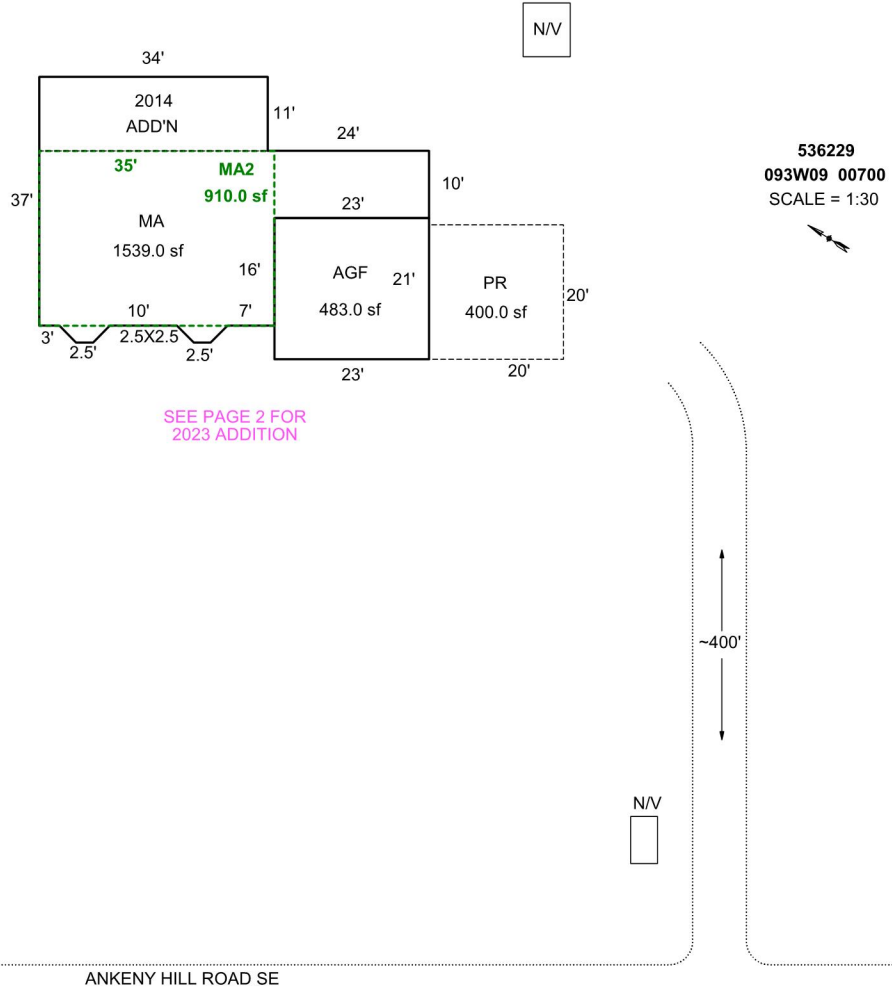 N/V
34'
2014
ADD'N
11'
24'
536229
093W09 00700
SCALE = 1:30
35'
MA2
910.0 sf
10'
37'
23'
MA
1539.0 sf
16'
AGF
21'
483.0 sf
PR
400.0 sf
20'
10'
7'
3'
2.5X2.5
2.5'
2.5'
23'
20'
SEE PAGE 2 FOR
2023 ADDITION
~400'
N/V
ANKENY HILL ROAD SE